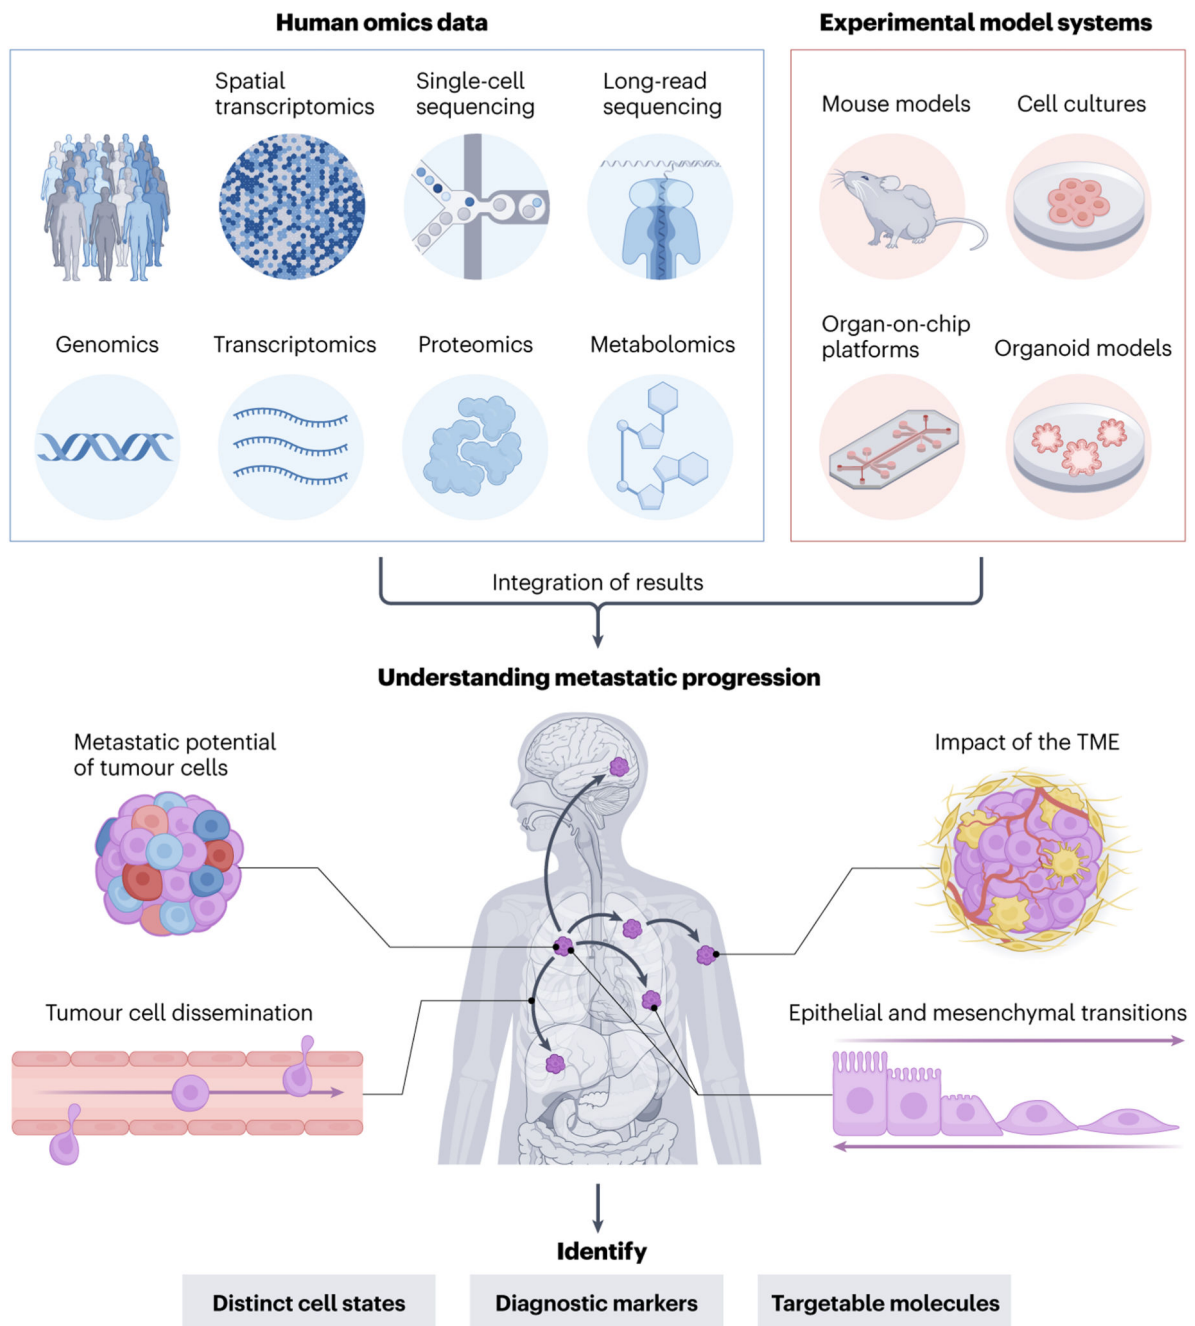 Human omics data
Experimental model systems
Spatial
transcriptomics
Single-cell
sequencing
Long-read
sequencing
Mouse models
Cell cultures
Genomics
Transcriptomics
Proteomics
Metabolomics
Organ-on-chip
platforms
Organoid models
Integration of results
Understanding metastatic progression
Metastatic potential
of tumour cells
Impact of the TME
Tumour cell dissemination
Epithelial and mesenchymal transitions
Identify
Distinct cell states
Diagnostic markers
Targetable molecules